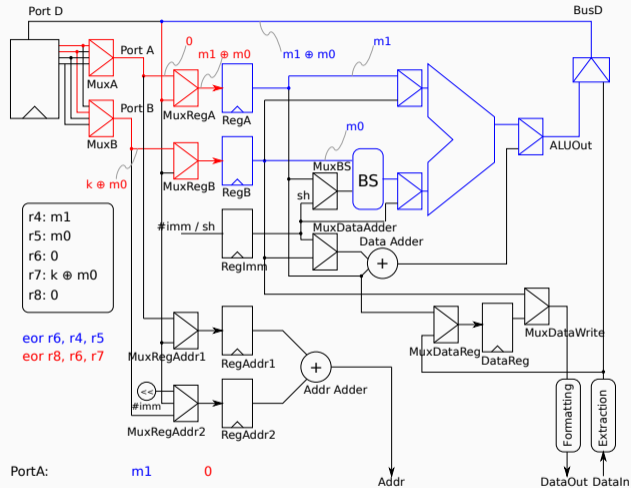 Port D
BusD
0
m1 ⊕ m0
m1 ⊕ m0
m1
Port A
MuxA
MuxRegA
RegA
Port B
MuxB
MuxRegB
RegB
m0
ALUOut
k ⊕ m0
MuxBS
BS
sh
#imm / sh
RegImm
MuxDataAdder
Data Adder
+
r4: m1
r5: m0
r6: 0
r7: k ⊕ m0
r8: 0
eor r6, r4, r5
eor r8, r6, r7
MuxRegAddr1
RegAddr1
MuxDataReg
DataReg
MuxDataWrite
+
Addr Adder
<<
#imm
MuxRegAddr2
RegAddr2
Formatting
Extraction
PortA: m1 0
Addr
DataOut DataIn